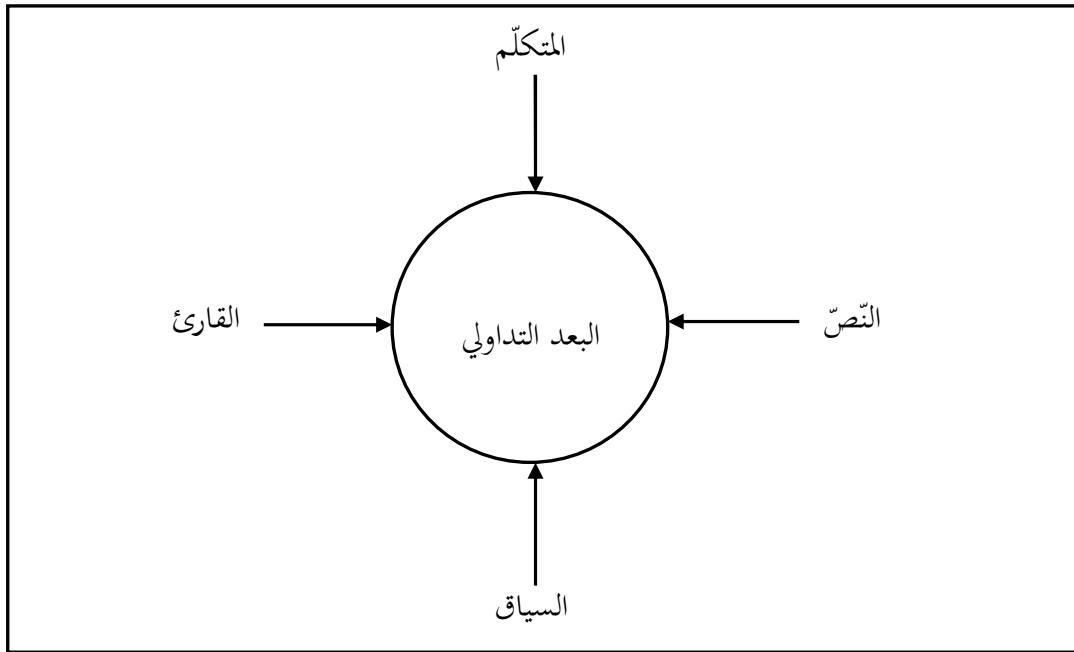 المتكلّم
النّصّ
البعد التداولي
القارئ
السياق